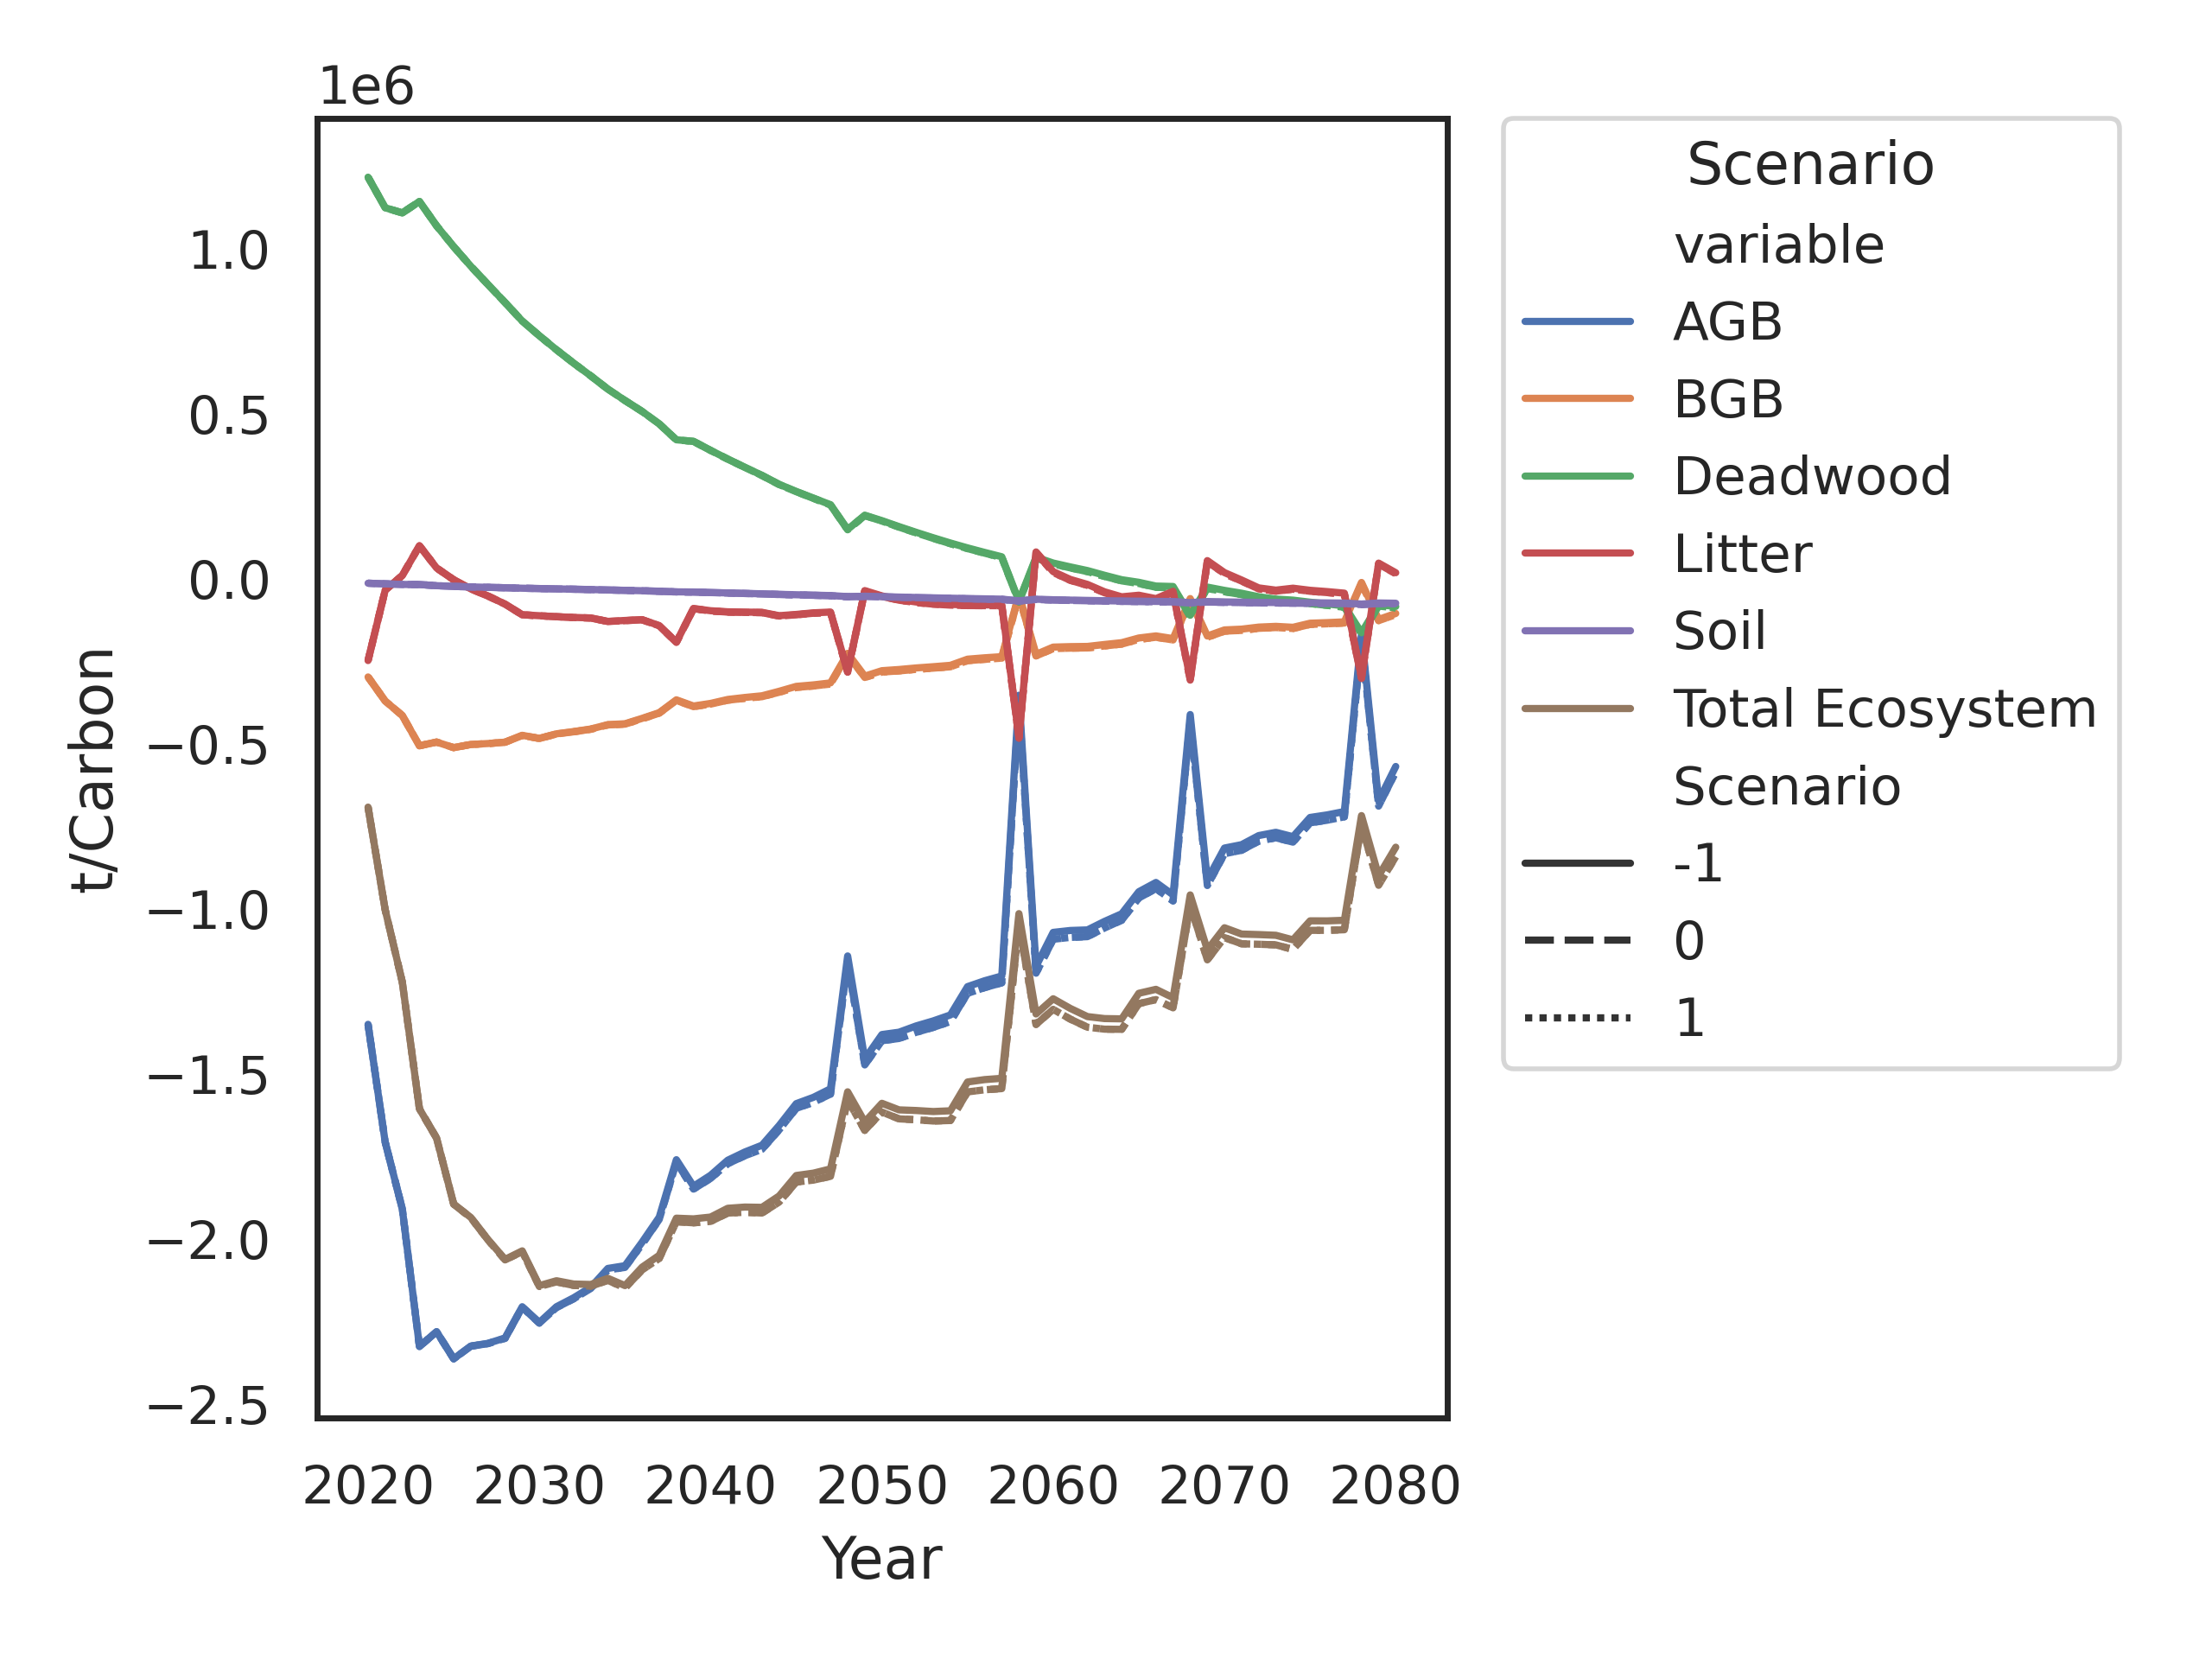 1e6
1.0
0.5
0.0
−0.5
−1.0
−1.5
−2.0
−2.5
t/Carbon
2020 2030 2040 2050 2060 2070 2080
Year
Scenario
variable
AGB
BGB
Deadwood
Litter
Soil
Total Ecosystem
Scenario
-1
0
1